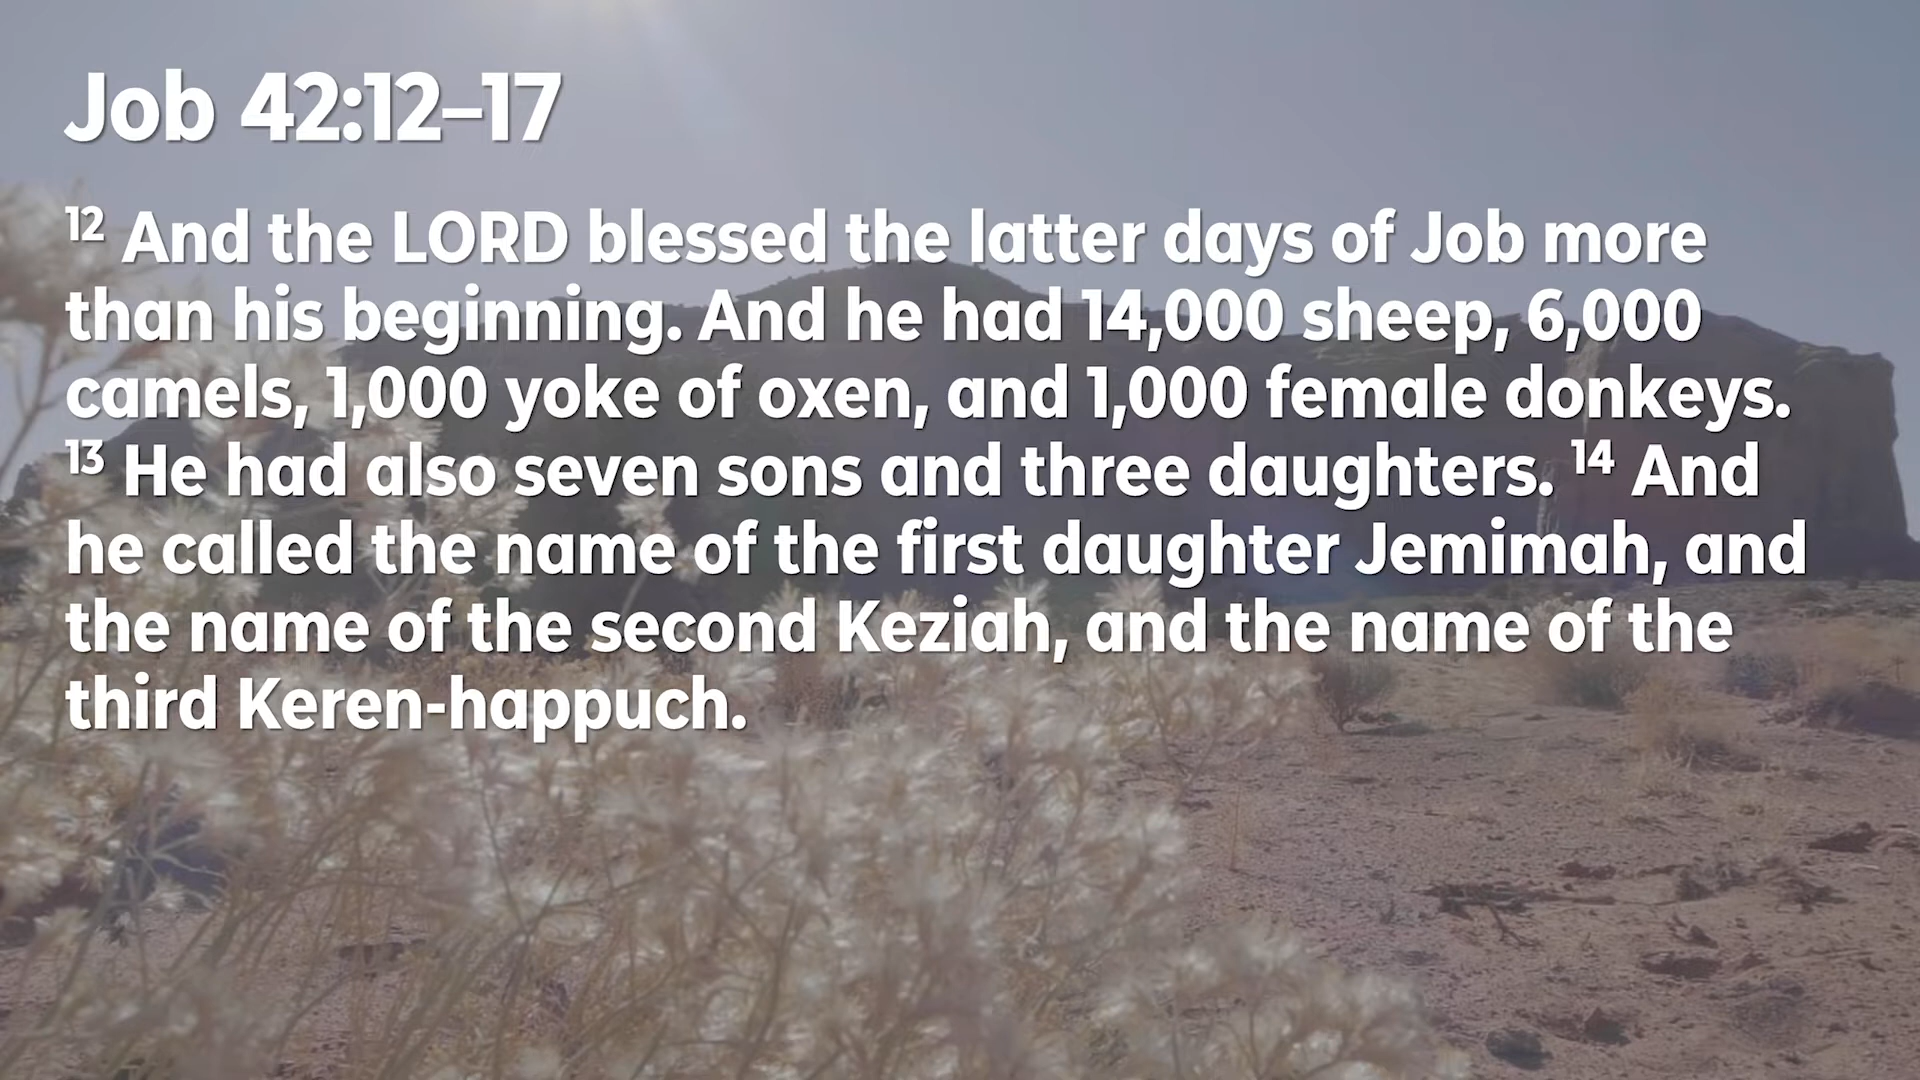 Job 42:12–17
12 And the LORD blessed the latter days of Job more
than his beginning. And he had 14,000 sheep, 6,000
camels, 1,000 yoke of oxen, and 1,000 female donkeys.
13 He had also seven sons and three daughters. 14 And
he called the name of the first daughter Jemimah, and
the name of the second Keziah, and the name of the
third Keren-happuch.